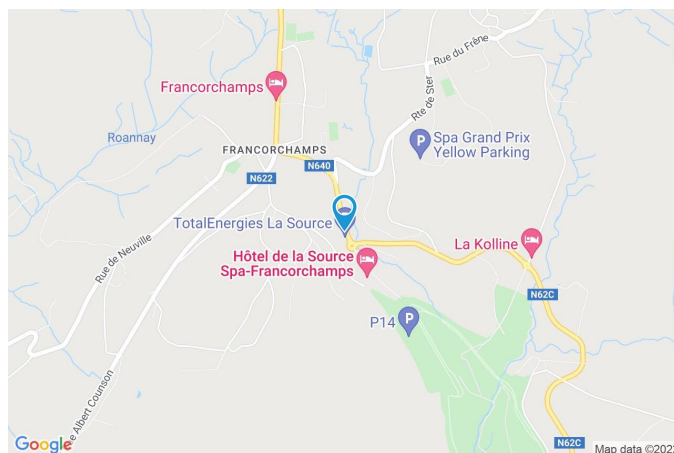 Rue du Frêne
Francorchamps
Rte de Ster
Roannay
Spa Grand Prix
Yellow Parking
FRANCORCHAMPS
N640
N622
TotalEnergies La Source
Rue de Neuville
La Kolline
Hôtel de la Source
Spa-Francorchamps
N62C
P14
Albert Counson
N62C
Google
Map data ©202